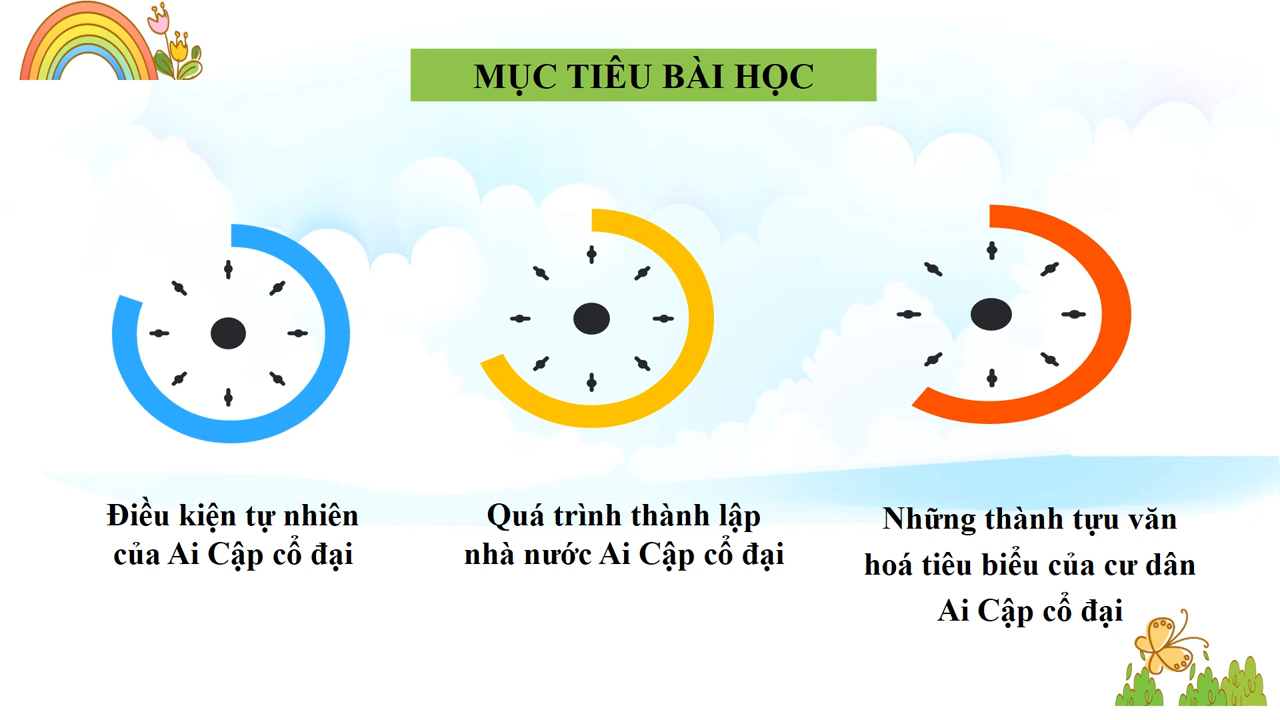 MỤC TIÊU BÀI HỌC
Điều kiện tự nhiên
của Ai Cập cổ đại
Quá trình thành lập
nhà nước Ai Cập cổ đại
Những thành tựu văn
hoá tiêu biểu của cư dân
Ai Cập cổ đại